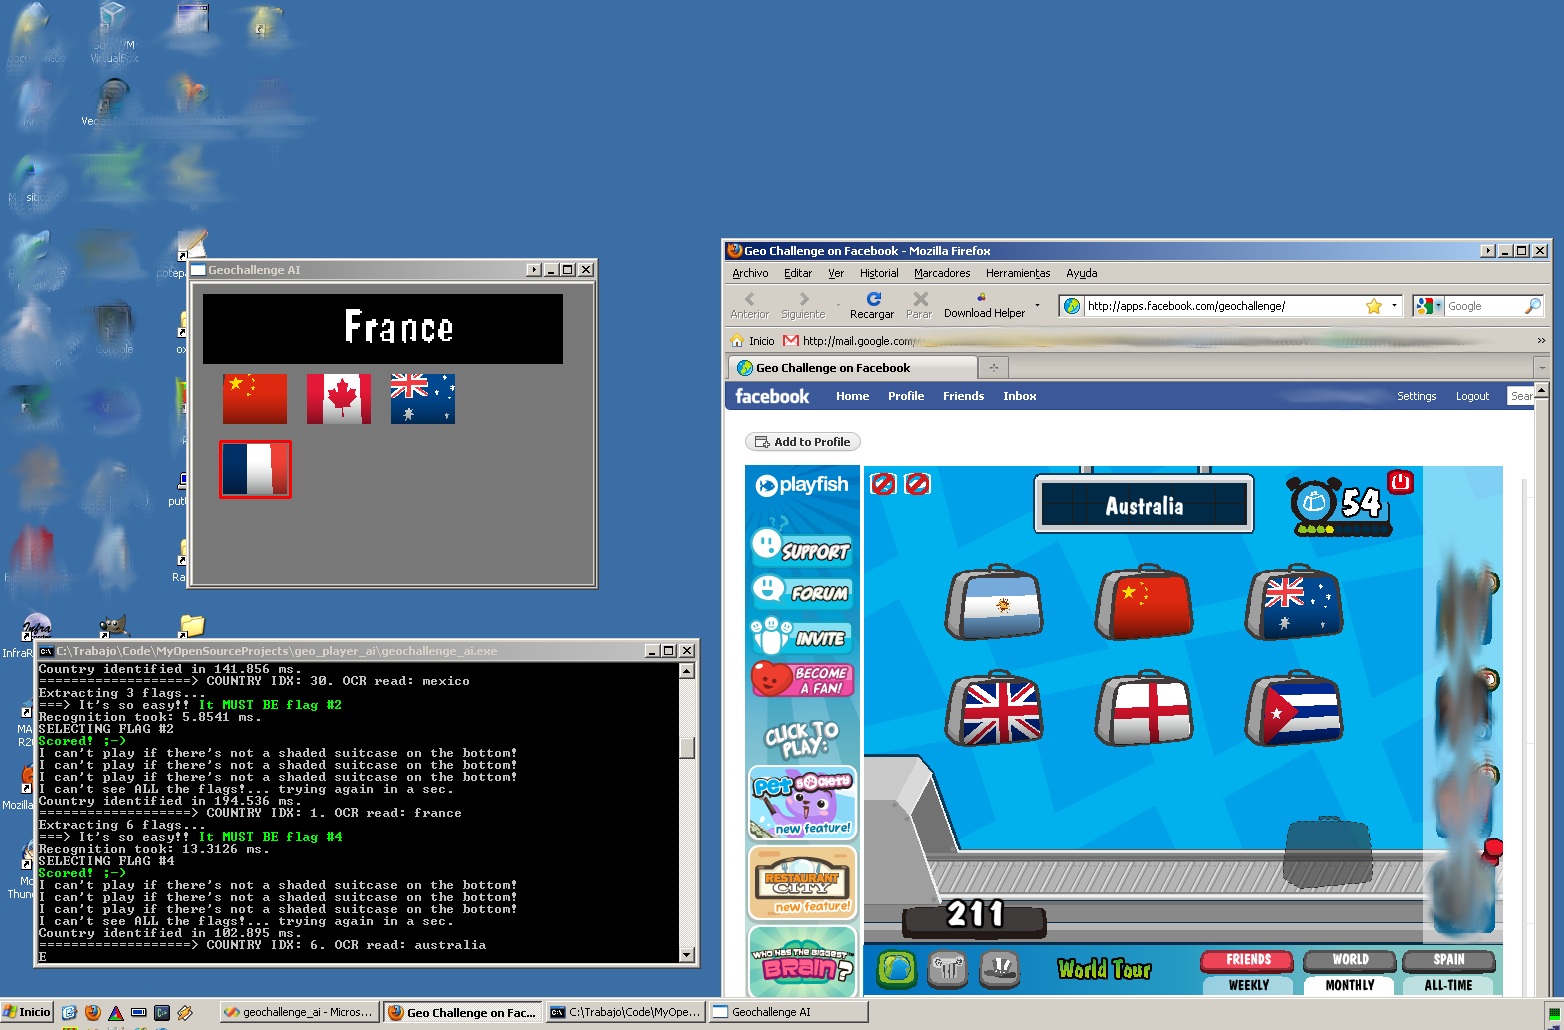 VirtualBox
Console
InfraR
Mozilla
Thun
Geochallenge AI
France
C:\Trabajo\Code\MyOpenSourceProjects\geo_player_ai\geochallenge_ai.exe
Country identified in 141.856 ms.
===================> COUNTRY IDX: 30. OCR read: mexico
Extracting 3 flags...
===> It's so easy!! It MUST BE flag #2
Recognition took: 5.8541 ms.
SELECTING FLAG #2
Scored! ;->
I can't play if there's not a shaded suitcase on the bottom!
I can't play if there's not a shaded suitcase on the bottom!
I can't play if there's not a shaded suitcase on the bottom!
I can't see ALL the flags!... trying again in a sec.
Country identified in 194.536 ms.
===================> COUNTRY IDX: 1. OCR read: france
Extracting 6 flags...
===> It's so easy!! It MUST BE flag #4
Recognition took: 13.3126 ms.
SELECTING FLAG #4
Scored! ;->
I can't play if there's not a shaded suitcase on the bottom!
I can't play if there's not a shaded suitcase on the bottom!
I can't play if there's not a shaded suitcase on the bottom!
I can't see ALL the flags!... trying again in a sec.
Country identified in 102.895 ms.
===================> COUNTRY IDX: 6. OCR read: australia
E
Geo Challenge on Facebook - Mozilla Firefox
Archivo Editar Ver Historial Marcadores Herramientas Ayuda
Anterior Siguiente Recargar Parar Download Helper http://apps.facebook.com/geochallenge/ Google
Inicio http://mail.google.com/ »
Geo Challenge on Facebook
facebook Home Profile Friends Inbox Settings Logout Sear
Add to Profile
playfish
SUPPORT
FORUM
INVITE
BECOME
A FAN!
CLICK TO
PLAY:
PET SOCIETY
new feature!
RESTAURANT
CITY
new feature!
WHO HAS THE BIGGEST
BRAIN?
Australia
54
211
World Tour
FRIENDS WORLD SPAIN
WEEKLY MONTHLY ALL-TIME
Inicio geochallenge_ai - Micros... Geo Challenge on Fac... C:\Trabajo\Code\MyOpe... Geochallenge AI